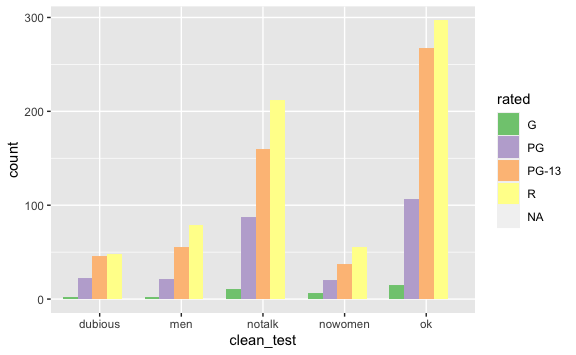 300
200
100
0
count
dubious
men
notalk
nowomen
ok
clean_test
rated
G
PG
PG-13
R
NA